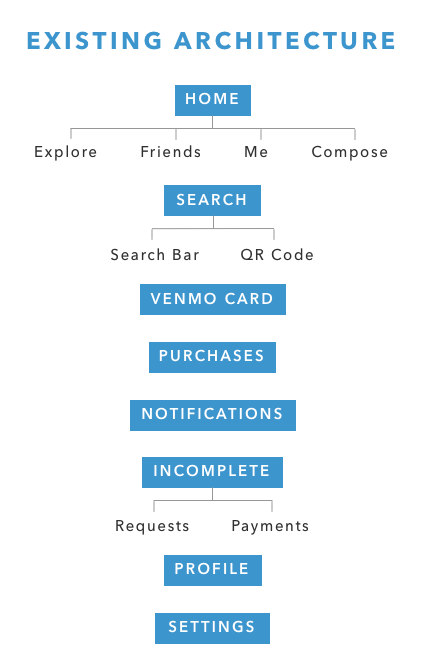 EXISTING ARCHITECTURE
HOME
Explore Friends Me Compose
SEARCH
Search Bar QR Code
VENMO CARD
PURCHASES
NOTIFICATIONS
INCOMPLETE
Requests Payments
PROFILE
SETTINGS